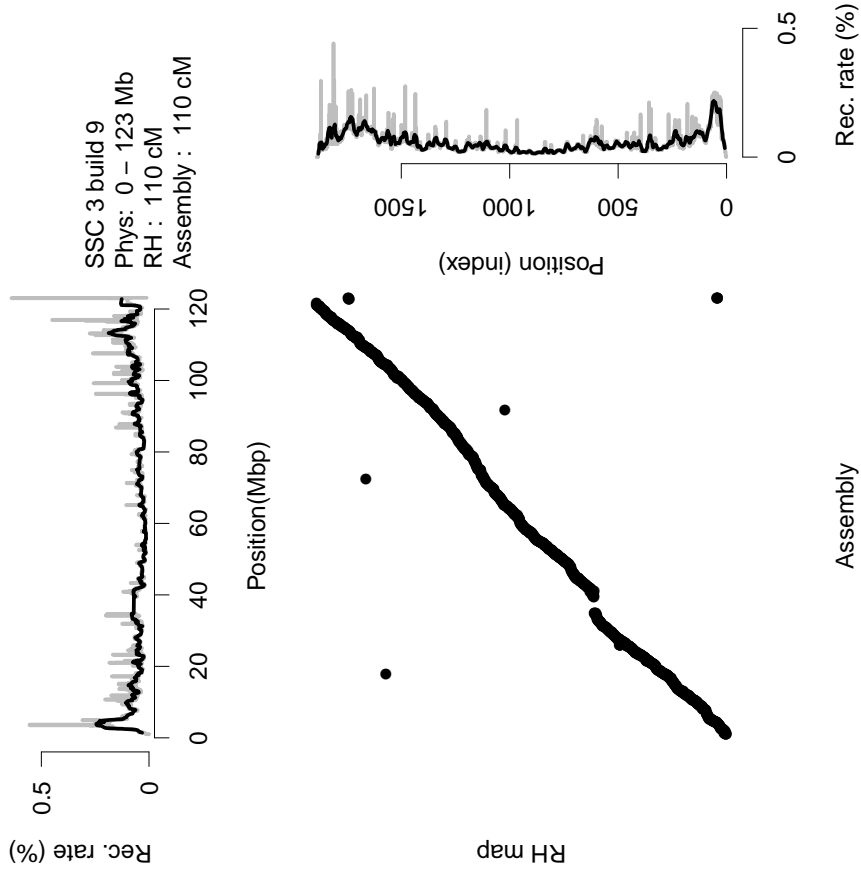 SSC 3 build 9
Phys: 0 – 123 Mb
RH : 110 cM
Assembly : 110 cM
Rec. rate (%)
0 0.5
0 20 40 60 80 100 120
Position(Mbp)
RH map
Assembly
Position (index)
0 500 1000 1500
Rec. rate (%)
0 0.5